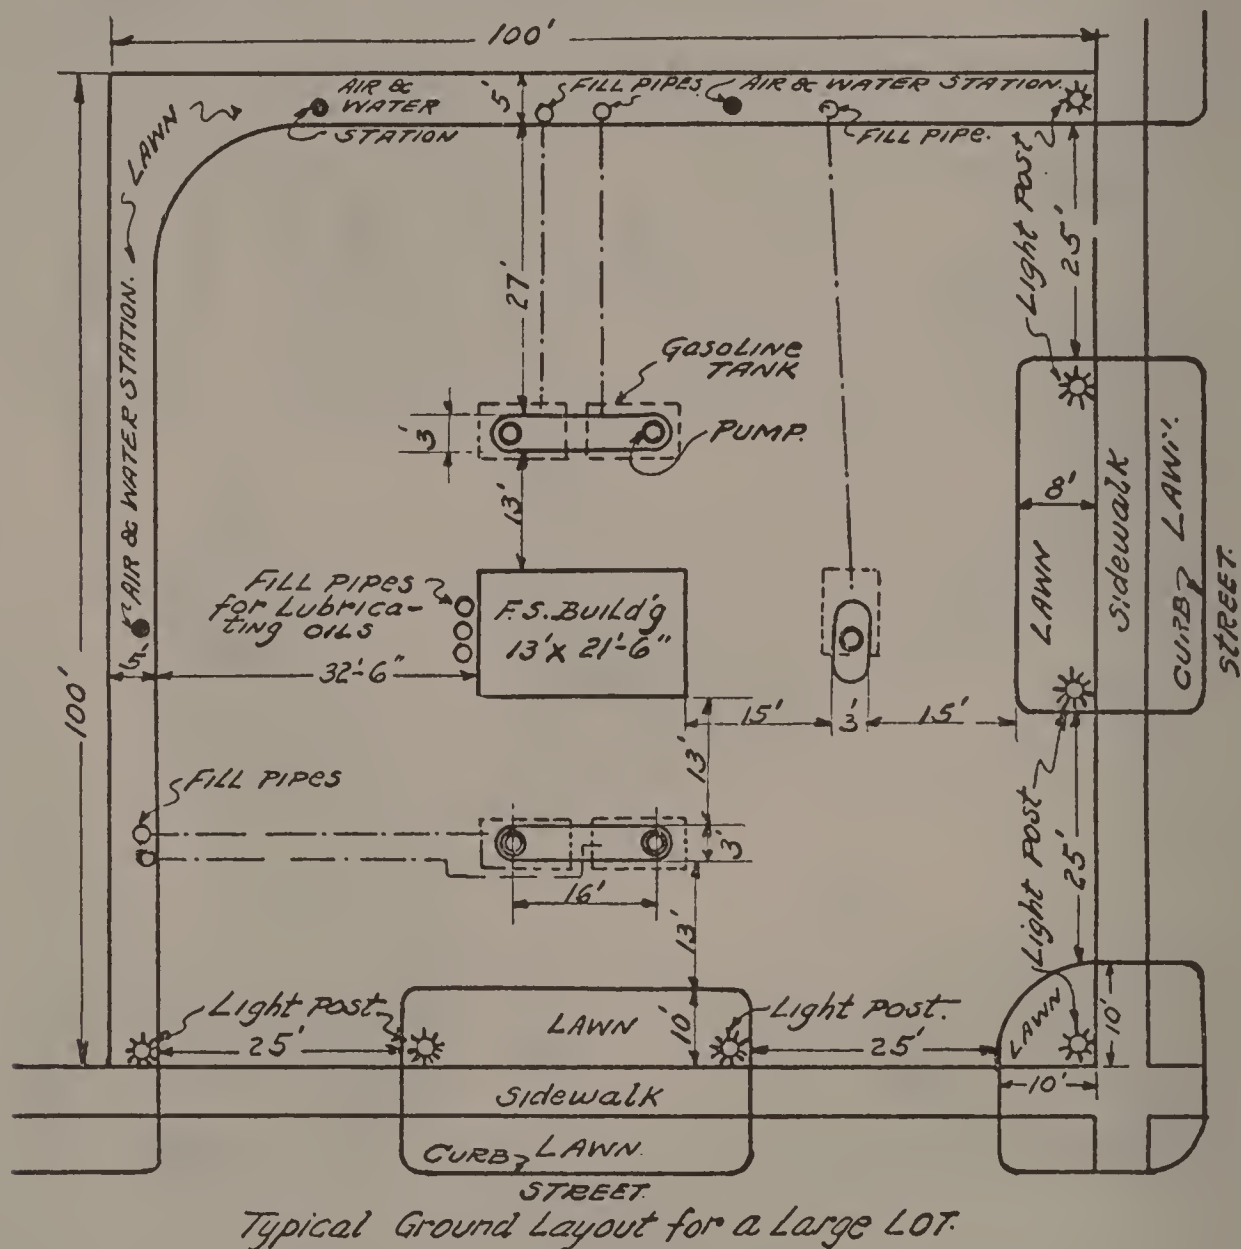 100'
AIR &
WATER
STATION
5'
FILL PIPES
AIR & WATER STATION.
FILL PIPE.
LAWN
Light Post
25'
27'
AIR & WATER STATION.
Gasoline
TANK
3'
PUMP.
13'
8'
LAWN
Sidewalk
CURB
LAWN.
STREET.
Fill Pipes
for Lubrica-
ting OILS
F.S. Build'g
13' x 21'-6"
5'
32'-6"
100'
15'
3'
15'
13'
Fill Pipes
3'
16'
13'
Light Post
25'
Light Post.
25'
LAWN
10'
Light Post.
25'
LAWN
10'
10'
Sidewalk
CURB
LAWN.
STREET.
Typical Ground Layout for a Large LOT.